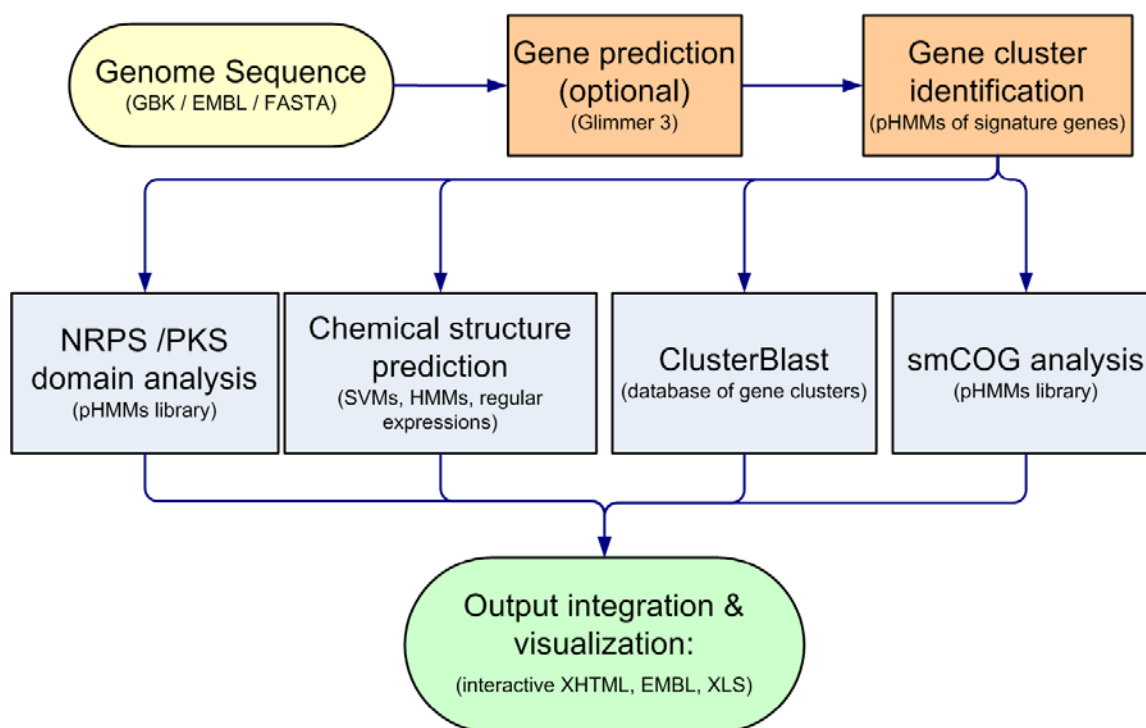 Genome Sequence
(GBK / EMBL / FASTA)
Gene prediction
(optional)
(Glimmer 3)
Gene cluster
identification
(pHMMs of signature genes)
NRPS /PKS
domain analysis
(pHMMs library)
Chemical structure
prediction
(SVMs, HMMs, regular
expressions)
ClusterBlast
(database of gene clusters)
smCOG analysis
(pHMMs library)
Output integration &
visualization:
(interactive XHTML, EMBL, XLS)